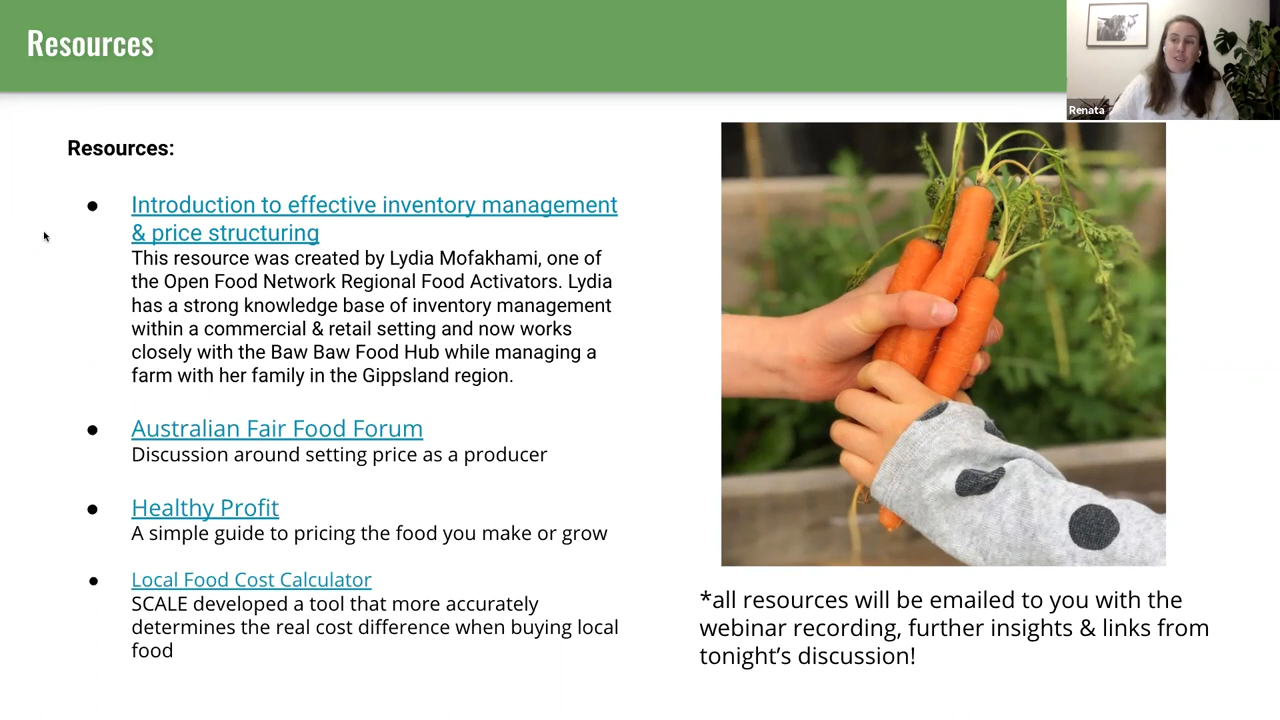 Resources
Renata
Resources:
● Introduction to effective inventory management
& price structuring
This resource was created by Lydia Mofakhami, one of
the Open Food Network Regional Food Activators. Lydia
has a strong knowledge base of inventory management
within a commercial & retail setting and now works
closely with the Baw Baw Food Hub while managing a
farm with her family in the Gippsland region.
● Australian Fair Food Forum
Discussion around setting price as a producer
● Healthy Profit
A simple guide to pricing the food you make or grow
● Local Food Cost Calculator
SCALE developed a tool that more accurately
determines the real cost difference when buying local
food
*all resources will be emailed to you with the
webinar recording, further insights & links from
tonight's discussion!